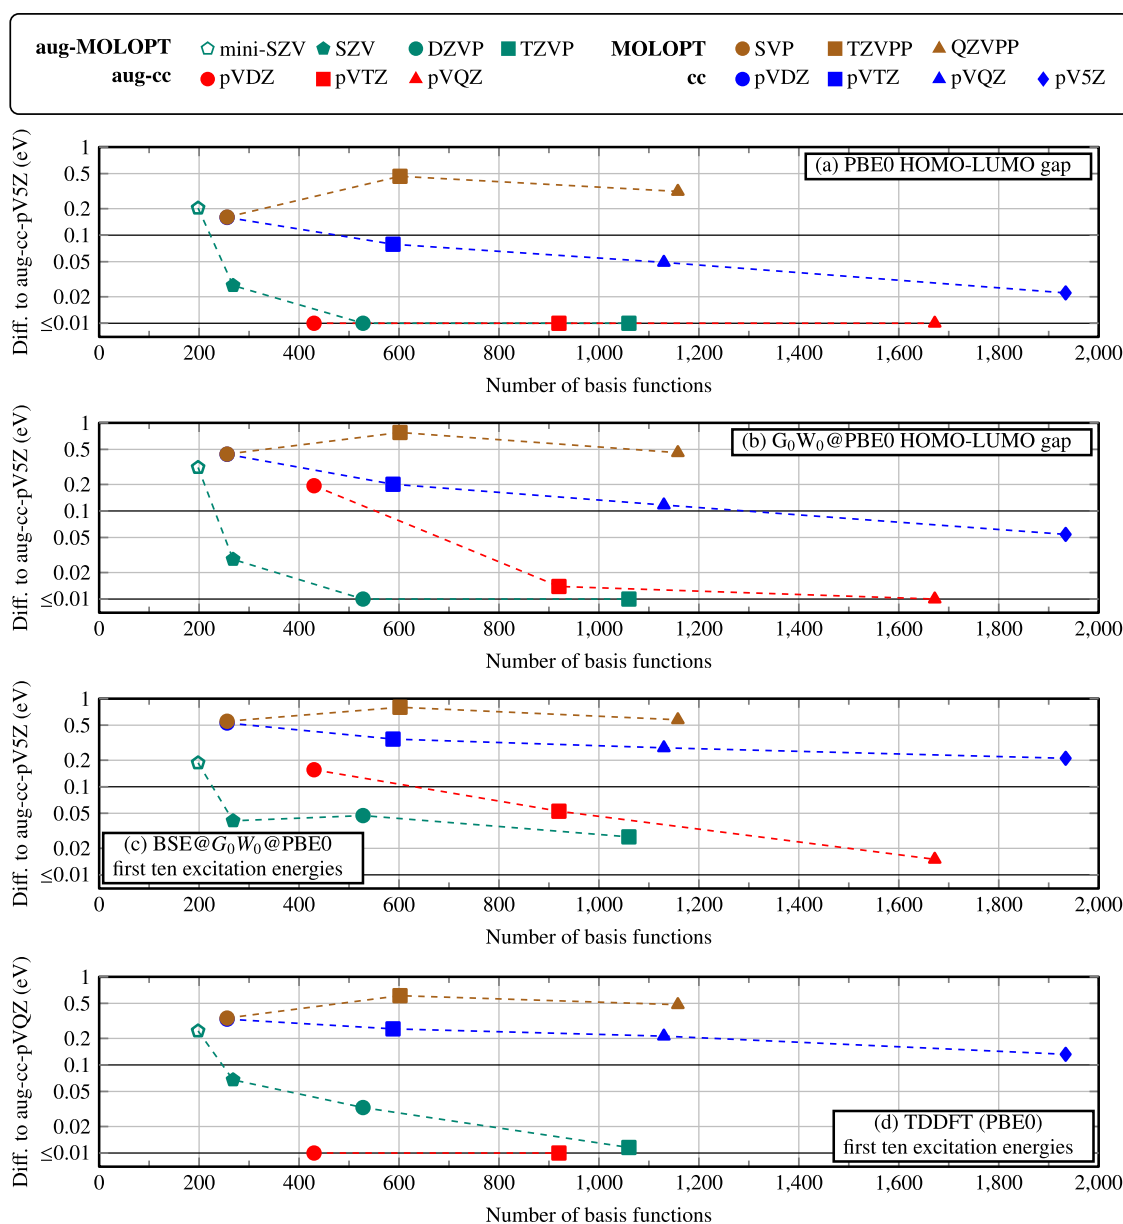 aug-MOLOPT mini-SZV SZV DZVP TZVP MOLOPT SVP TZVPP QZVPP
aug-cc pVDZ pVTZ pVQZ cc pVDZ pVTZ pVQZ pV5Z
Diff. to aug-cc-pV5Z (eV)
(a) PBE0 HOMO-LUMO gap
1
0.5
0.2
0.1
0.05
0.02
≤0.01
0 200 400 600 800 1,000 1,200 1,400 1,600 1,800 2,000
Number of basis functions
Diff. to aug-cc-pV5Z (eV)
(b) G₀W₀@PBE0 HOMO-LUMO gap
1
0.5
0.2
0.1
0.05
0.02
≤0.01
0 200 400 600 800 1,000 1,200 1,400 1,600 1,800 2,000
Number of basis functions
Diff. to aug-cc-pV5Z (eV)
1
0.5
0.2
0.1
0.05
0.02
≤0.01
(c) BSE@G₀W₀@PBE0
first ten excitation energies
0 200 400 600 800 1,000 1,200 1,400 1,600 1,800 2,000
Number of basis functions
Diff. to aug-cc-pVQZ (eV)
1
0.5
0.2
0.1
0.05
0.02
≤0.01
(d) TDDFT (PBE0)
first ten excitation energies
0 200 400 600 800 1,000 1,200 1,400 1,600 1,800 2,000
Number of basis functions